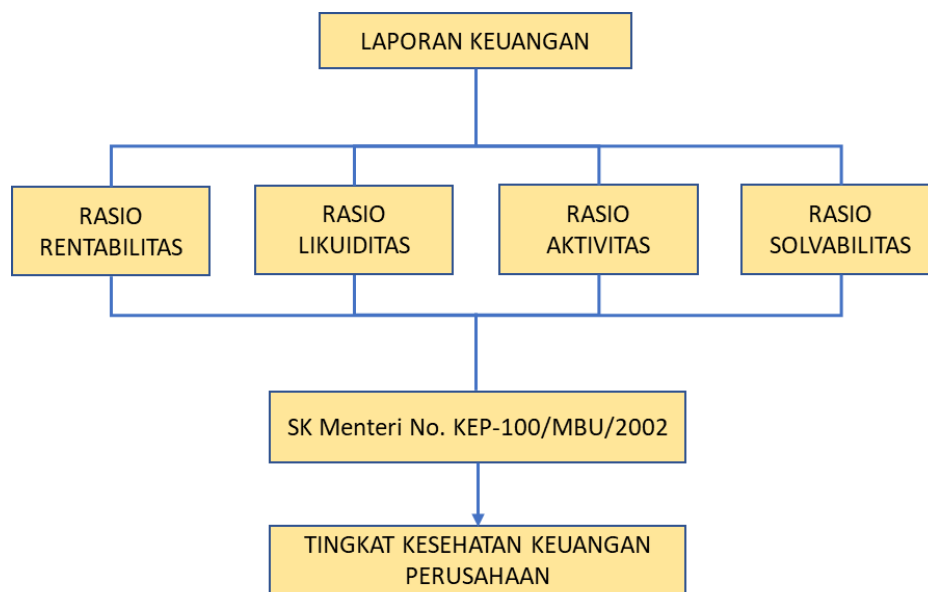 LAPORAN KEUANGAN
RASIO
RENTABILITAS
RASIO
LIKUIDITAS
RASIO
AKTIVITAS
RASIO
SOLVABILITAS
SK Menteri No. KEP-100/MBU/2002
TINGKAT KESEHATAN KEUANGAN
PERUSAHAAN